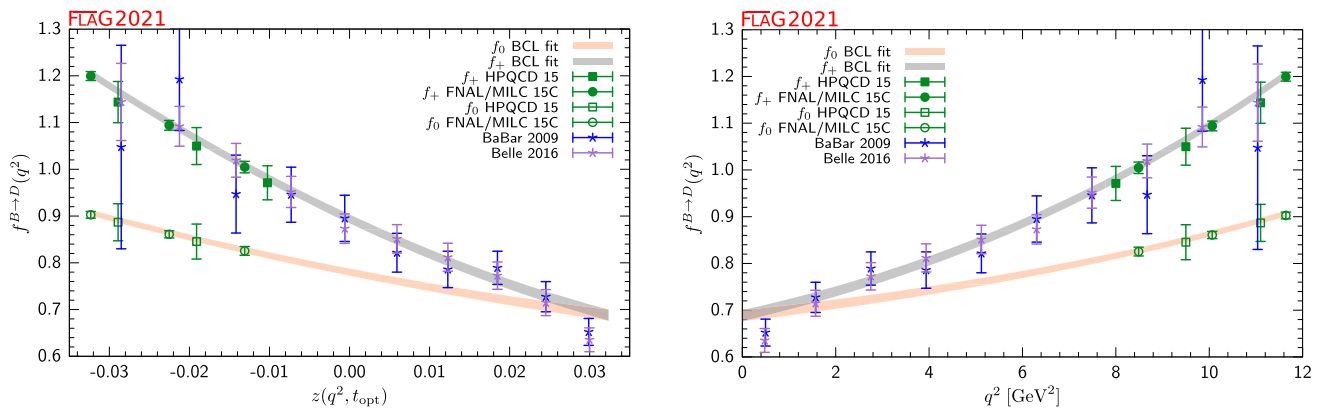 FLAG2021
1.3
1.2
1.1
1.0
0.9
0.8
0.7
0.6
-0.03 -0.02 -0.01 0.00 0.01 0.02 0.03
f^{B→D}(q²)
z(q², t_opt)
f₀ BCL fit
f₊ BCL fit
f₊ HPQCD 15
f₊ FNAL/MILC 15C
f₀ HPQCD 15
f₀ FNAL/MILC 15C
BaBar 2009
Belle 2016
FLAG2021
1.3
1.2
1.1
1.0
0.9
0.8
0.7
0.6
0 2 4 6 8 10 12
f^{B→D}(q²)
q² [GeV²]
f₀ BCL fit
f₊ BCL fit
f₊ HPQCD 15
f₊ FNAL/MILC 15C
f₀ HPQCD 15
f₀ FNAL/MILC 15C
BaBar 2009
Belle 2016